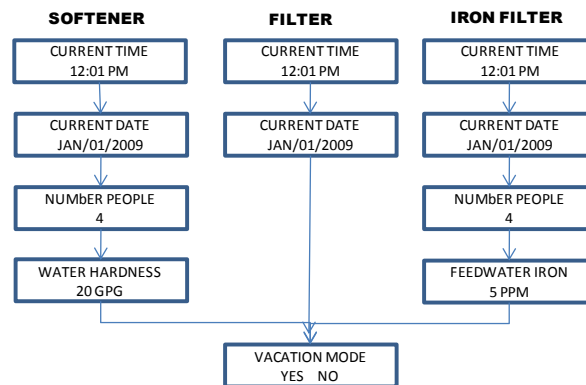 SOFTENER
FILTER
IRON FILTER
CURRENT TIME
12:01 PM
CURRENT TIME
12:01 PM
CURRENT TIME
12:01 PM
CURRENT DATE
JAN/01/2009
CURRENT DATE
JAN/01/2009
CURRENT DATE
JAN/01/2009
NUMbER PEOPLE
4
NUMbER PEOPLE
4
WATER HARDNESS
20 GPG
FEEDWATER IRON
5 PPM
VACATION MODE
YES NO